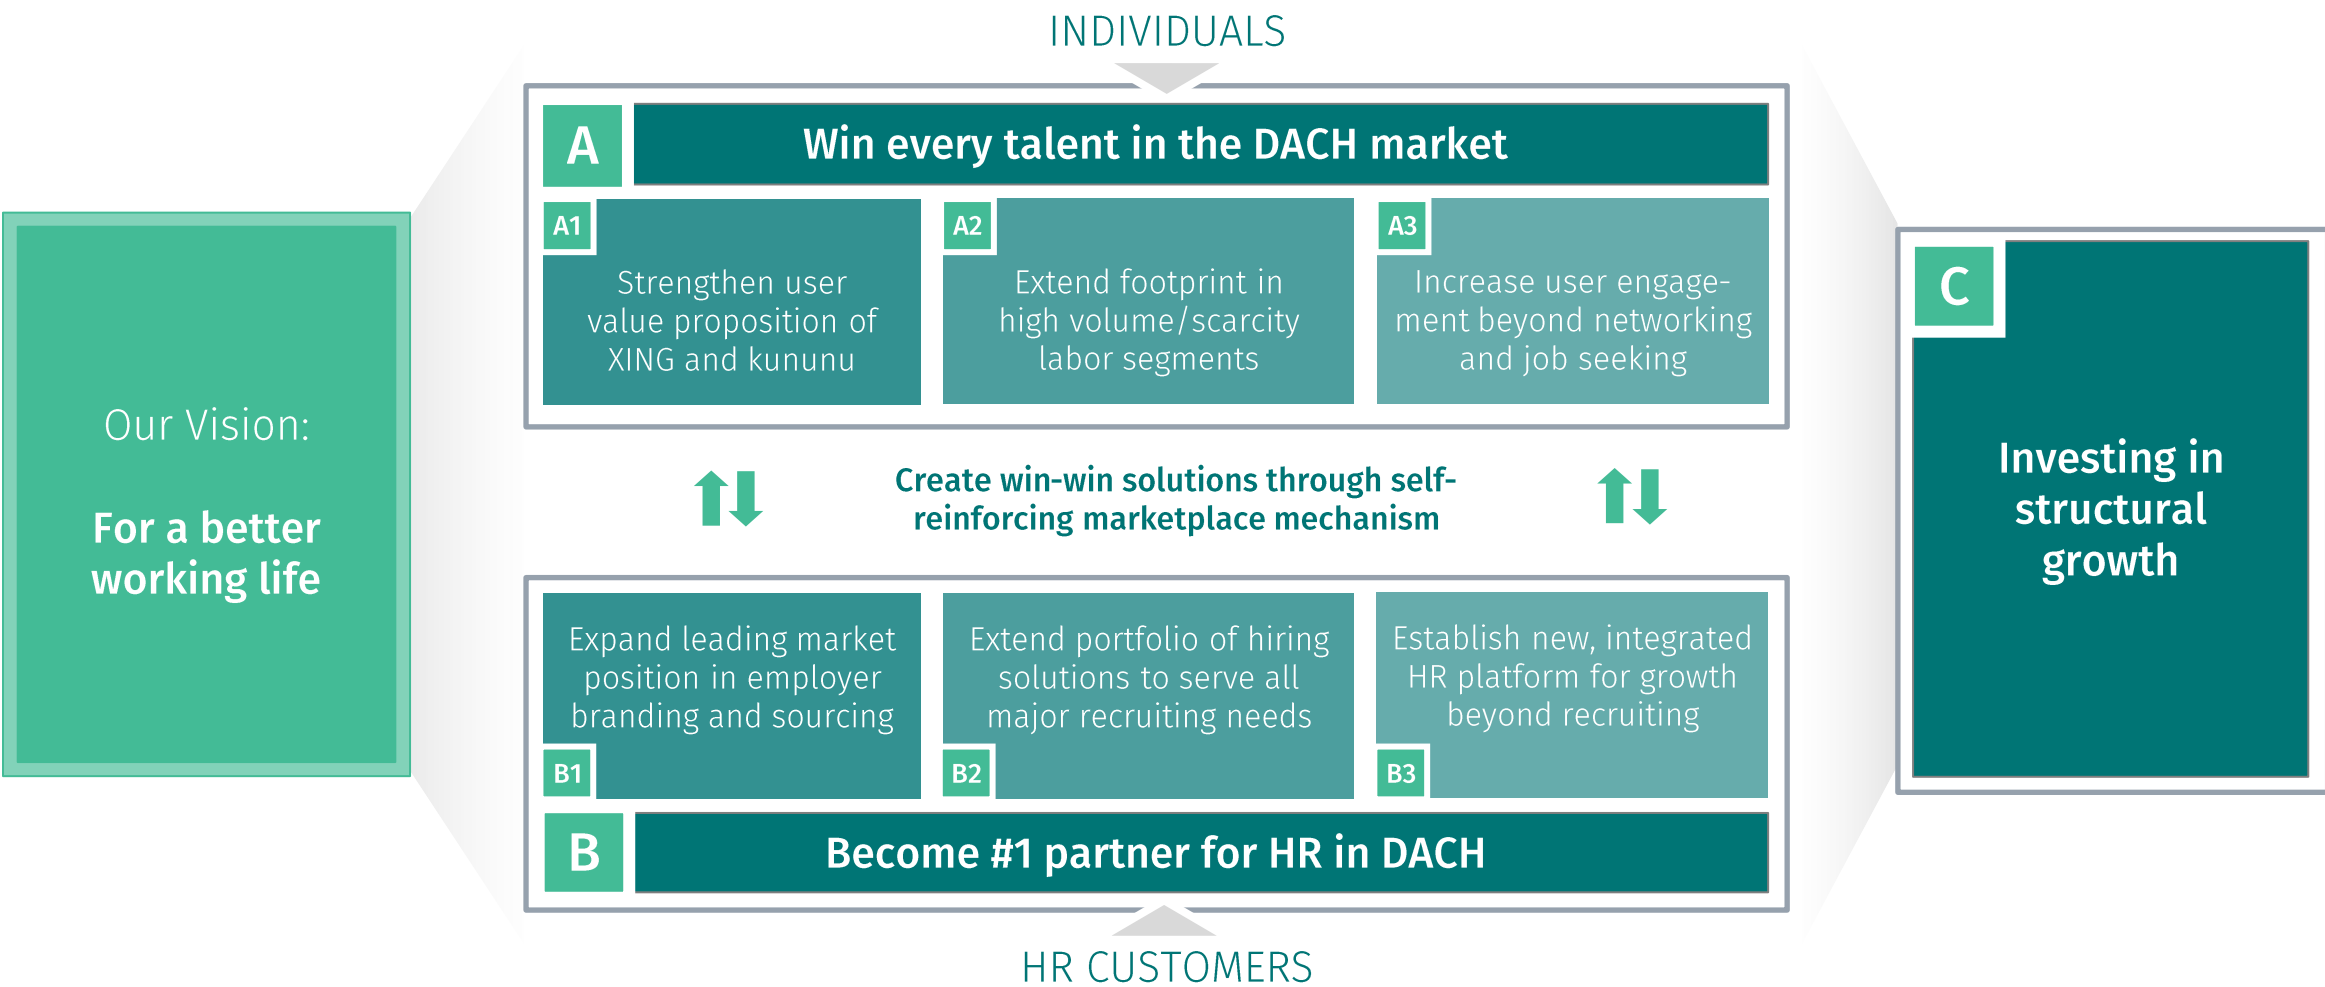 INDIVIDUALS
A
Win every talent in the DACH market
A1
Strengthen user
value proposition of
XING and kununu
A2
Extend footprint in
high volume/scarcity
labor segments
A3
Increase user engage-
ment beyond networking
and job seeking
Our Vision:
For a better
working life
Create win-win solutions through self-
reinforcing marketplace mechanism
C
Investing in
structural
growth
Expand leading market
position in employer
branding and sourcing
B1
Extend portfolio of hiring
solutions to serve all
major recruiting needs
B2
Establish new, integrated
HR platform for growth
beyond recruiting
B3
B
Become #1 partner for HR in DACH
HR CUSTOMERS